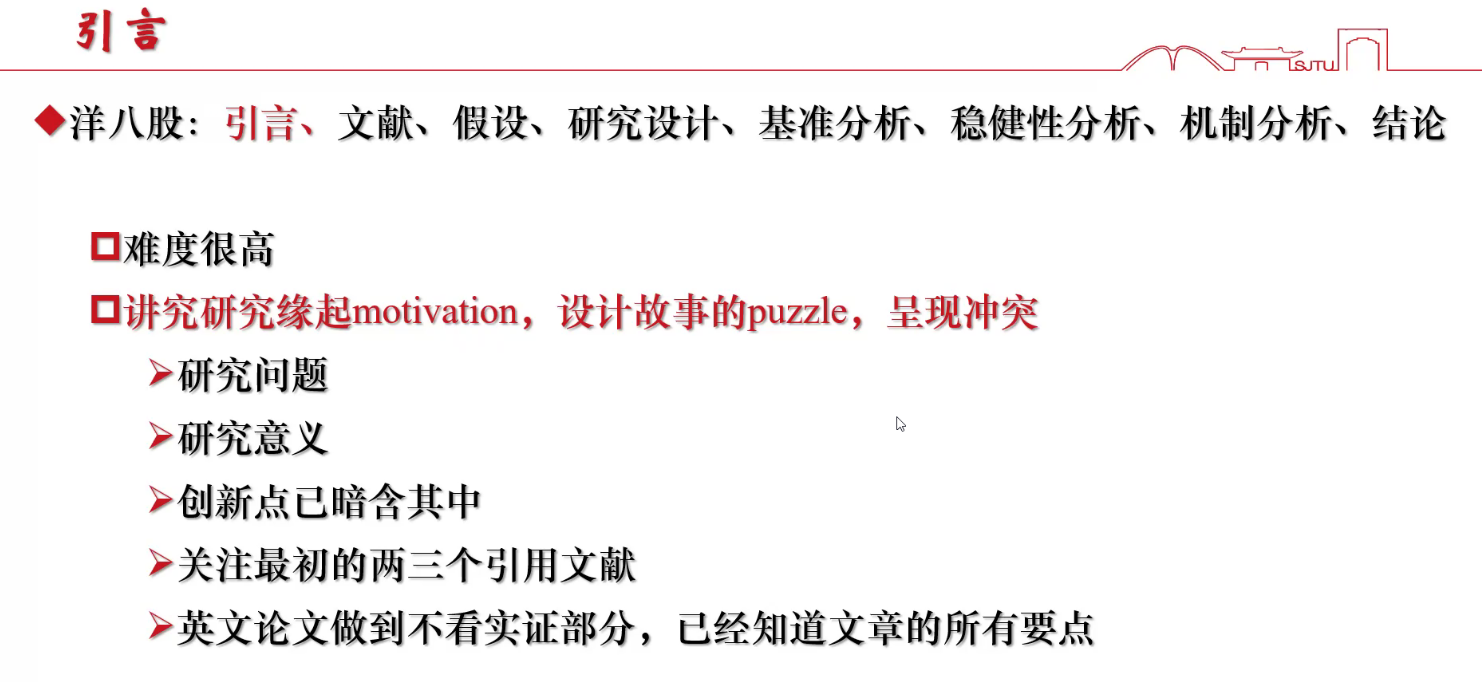 引言
SJTU
洋八股：引言、文献、假设、研究设计、基准分析、稳健性分析、机制分析、结论
难度很高
讲究研究缘起motivation，设计故事的puzzle，呈现冲突
研究问题
研究意义
创新点已暗含其中
关注最初的两三个引用文献
英文论文做到不看实证部分，已经知道文章的所有要点